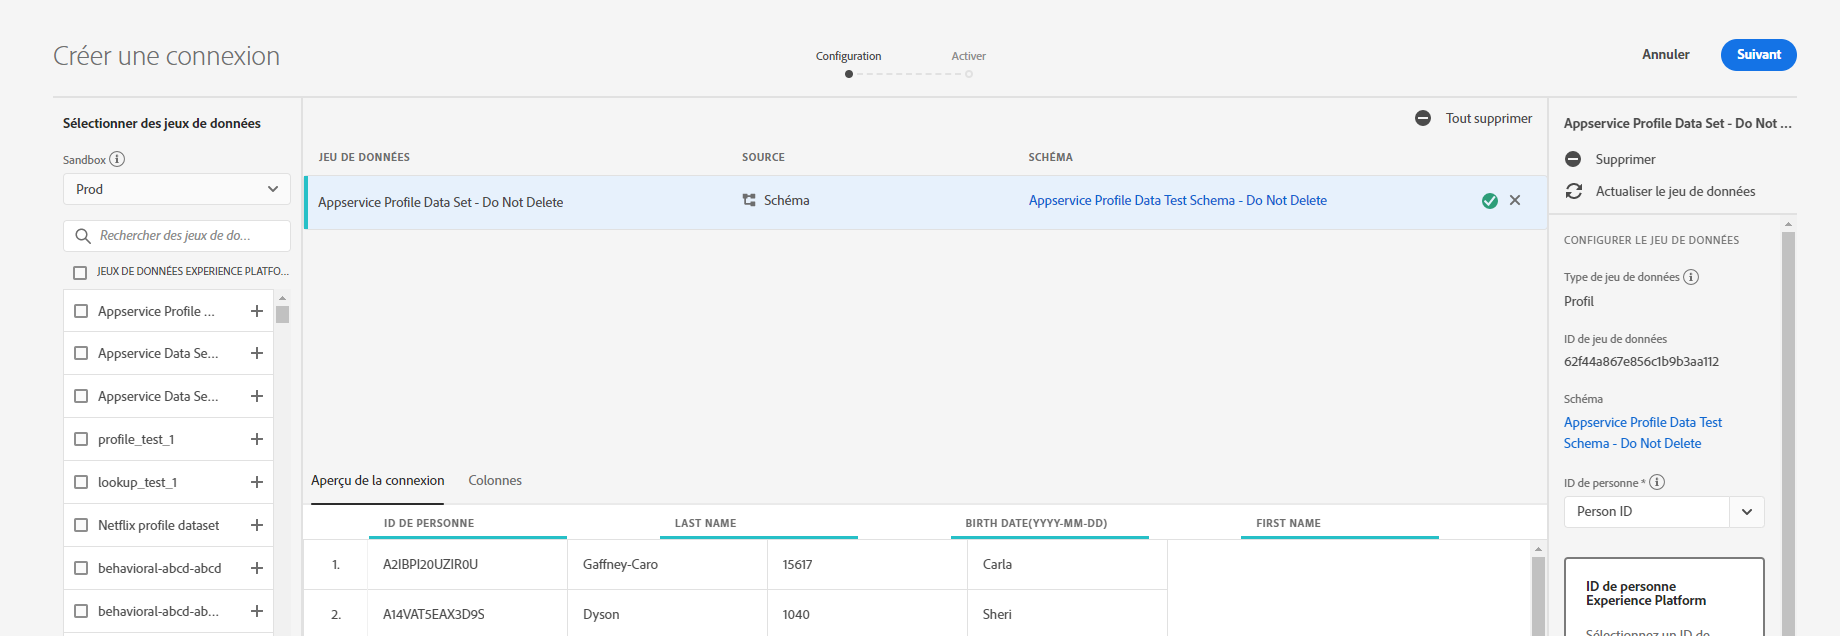 Créer une connexion
Configuration
Activer
Annuler
Suivant
Sélectionner des jeux de données
Sandbox
Prod
Rechercher des jeux de do...
JEUX DE DONNÉES EXPERIENCE PLATFO...
Appservice Profile ...
Appservice Data Se...
Appservice Data Se...
profile_test_1
lookup_test_1
Netflix profile dataset
behavioral-abcd-abcd
behavioral-abcd-ab...
Tout supprimer
JEU DE DONNÉES SOURCE SCHÉMA
Appservice Profile Data Set - Do Not Delete Schéma Appservice Profile Data Test Schema - Do Not Delete
Aperçu de la connexion Colonnes
ID DE PERSONNE LAST NAME BIRTH DATE(YYYY-MM-DD) FIRST NAME
1. A2IBPI20UZIR0U Gaffney-Caro 15617 Carla
2. A14VAT5EAX3D9S Dyson 1040 Sheri
Appservice Profile Data Set - Do Not ...
Supprimer
Actualiser le jeu de données
CONFIGURER LE JEU DE DONNÉES
Type de jeu de données
Profil
ID de jeu de données
62f44a867e856c1b9b3aa112
Schéma
Appservice Profile Data Test
Schema - Do Not Delete
ID de personne *
Person ID
ID de personne
Experience Platform
Sélectionnez un ID de